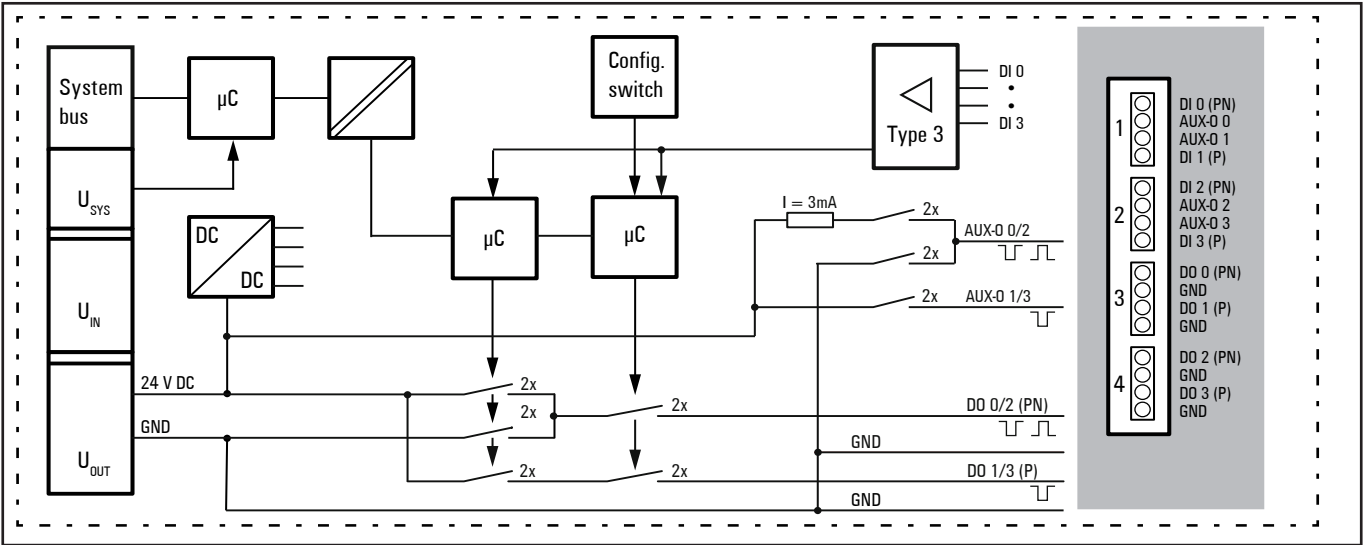 System
bus
U SYS
U IN
U OUT
µC
DC
DC
Config.
switch
µC
µC
Type 3
DI 0
•
•
DI 3
I = 3mA
2x
2x
AUX-O 0/2
2x
AUX-O 1/3
24 V DC
2x
2x
GND
2x
DO 0/2 (PN)
GND
2x
2x
DO 1/3 (P)
GND
1
DI 0 (PN)
AUX-O 0
AUX-O 1
DI 1 (P)
2
DI 2 (PN)
AUX-O 2
AUX-O 3
DI 3 (P)
3
DO 0 (PN)
GND
DO 1 (P)
GND
4
DO 2 (PN)
GND
DO 3 (P)
GND